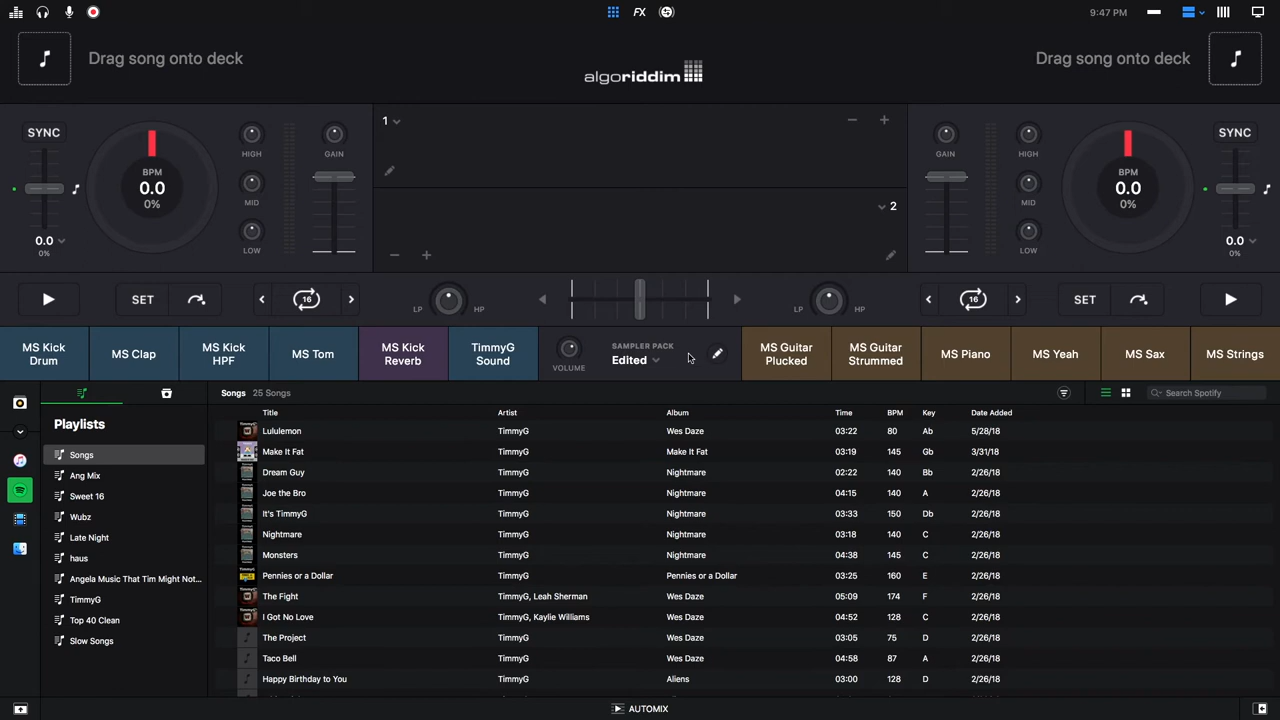 FX
9:47 PM
Drag song onto deck
algoriddim
Drag song onto deck
SYNC
BPM
0.0
0%
0.0
0%
HIGH
MID
LOW
GAIN
1
2
GAIN
HIGH
MID
LOW
BPM
0.0
0%
SYNC
0.0
0%
SET
16
LP
HP
LP
HP
16
SET
MS Kick Drum
MS Clap
MS Kick HPF
MS Tom
MS Kick Reverb
TimmyG Sound
VOLUME
SAMPLER PACK
Edited
MS Guitar Plucked
MS Guitar Strummed
MS Piano
MS Yeah
MS Sax
MS Strings
Playlists
Songs
Ang Mix
Sweet 16
Wubz
Late Night
haus
Angela Music That Tim Might Not...
TimmyG
Top 40 Clean
Slow Songs
Songs 25 Songs
Search Spotify
Title Artist Album Time BPM Key Date Added
Lululemon TimmyG Wes Daze 03:22 80 Ab 5/28/18
Make It Fat TimmyG Make It Fat 03:19 145 Gb 3/31/18
Dream Guy TimmyG Nightmare 02:22 140 Bb 2/26/18
Joe the Bro TimmyG Nightmare 04:15 140 A 2/26/18
It's TimmyG TimmyG Nightmare 03:33 150 Db 2/26/18
Nightmare TimmyG Nightmare 03:18 140 C 2/26/18
Monsters TimmyG Nightmare 04:38 145 C 2/26/18
Pennies or a Dollar TimmyG Pennies or a Dollar 03:25 160 E 2/26/18
The Fight TimmyG, Leah Sherman Wes Daze 05:09 174 F 2/26/18
I Got No Love TimmyG, Kaylie Williams Wes Daze 04:52 128 C 2/26/18
The Project TimmyG Wes Daze 03:05 75 D 2/26/18
Taco Bell TimmyG Wes Daze 04:58 87 A 2/26/18
Happy Birthday to You TimmyG Aliens 03:00 128 D 2/26/18
AUTOMIX